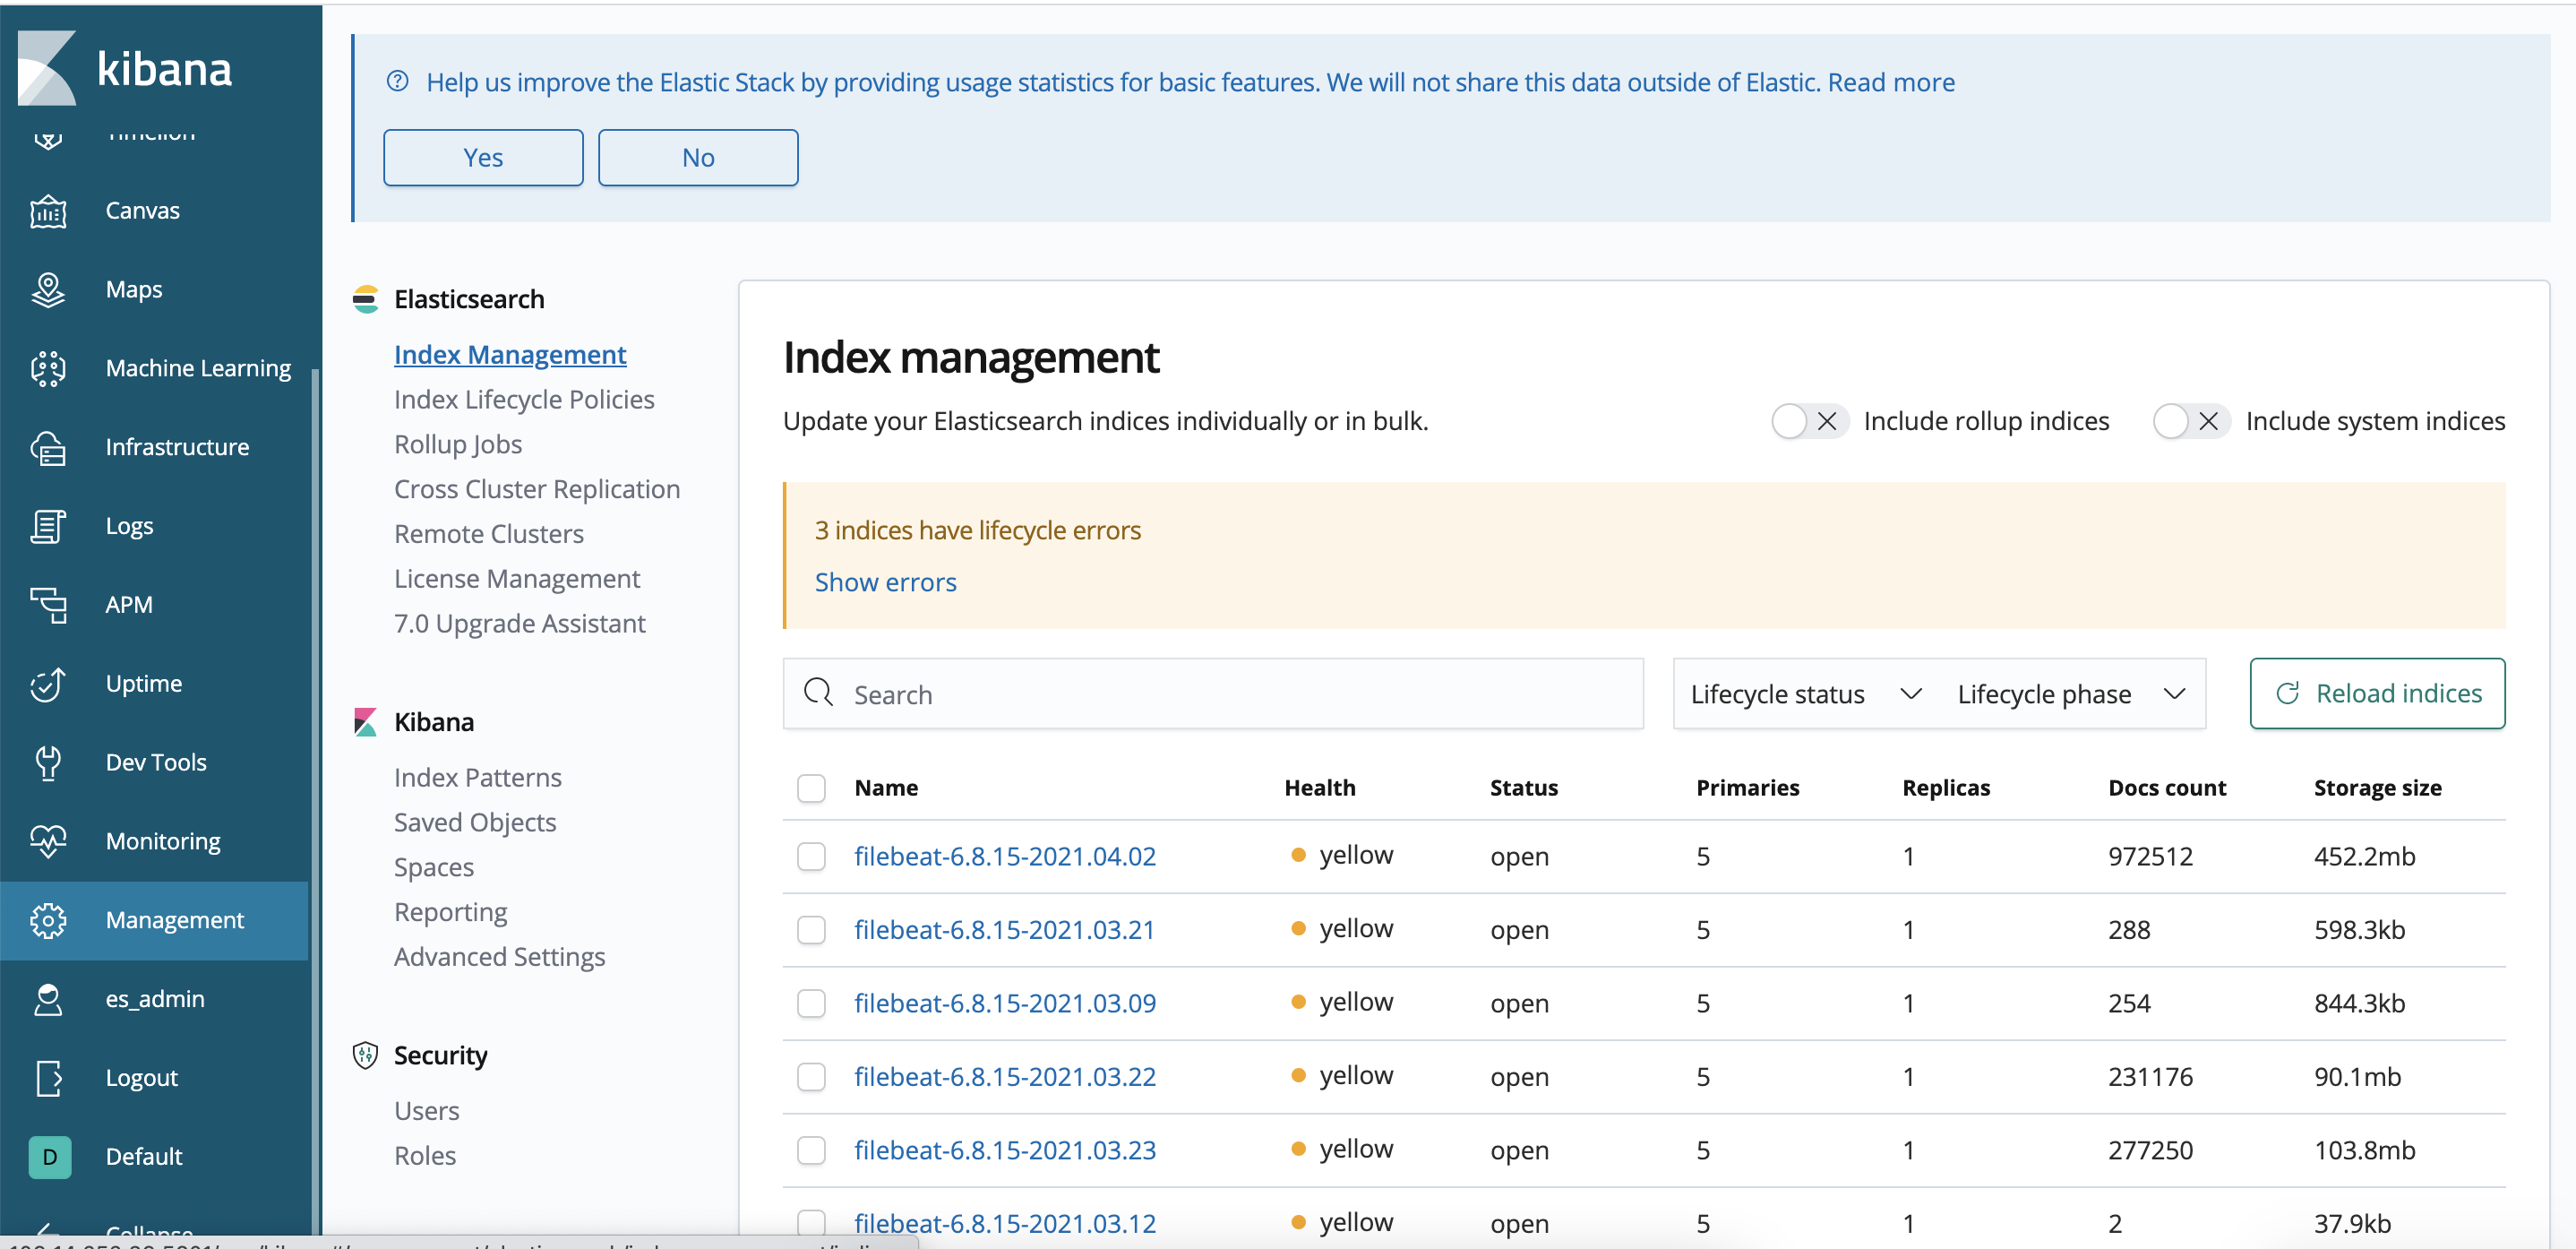 kibana
Timelion
Canvas
Maps
Machine Learning
Infrastructure
Logs
APM
Uptime
Dev Tools
Monitoring
Management
es_admin
Logout
D Default
Collapse
Help us improve the Elastic Stack by providing usage statistics for basic features. We will not share this data outside of Elastic. Read more
Yes No
Elasticsearch
Index Management
Index Lifecycle Policies
Rollup Jobs
Cross Cluster Replication
Remote Clusters
License Management
7.0 Upgrade Assistant
Kibana
Index Patterns
Saved Objects
Spaces
Reporting
Advanced Settings
Security
Users
Roles
Index management
Update your Elasticsearch indices individually or in bulk. Include rollup indices Include system indices
3 indices have lifecycle errors
Show errors
Search Lifecycle status Lifecycle phase Reload indices
Name Health Status Primaries Replicas Docs count Storage size
filebeat-6.8.15-2021.04.02 yellow open 5 1 972512 452.2mb
filebeat-6.8.15-2021.03.21 yellow open 5 1 288 598.3kb
filebeat-6.8.15-2021.03.09 yellow open 5 1 254 844.3kb
filebeat-6.8.15-2021.03.22 yellow open 5 1 231176 90.1mb
filebeat-6.8.15-2021.03.23 yellow open 5 1 277250 103.8mb
filebeat-6.8.15-2021.03.12 yellow open 5 1 2 37.9kb